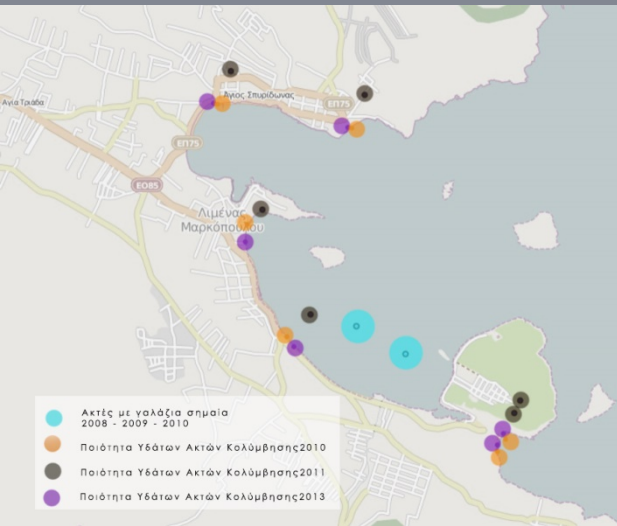 Αγία Τριάδα
Άγιος Σπυρίδωνας
ΕΠ75
ΕΠ75
ΕΟ85
Λιμένας
Μαρκόπουλου
Ακτές με γαλάζια σημαία
2008 - 2009 - 2010
Ποιότητα Υδάτων Ακτών Κολύμβησης2010
Ποιότητα Υδάτων Ακτών Κολύμβησης2011
Ποιότητα Υδάτων Ακτών Κολύμβησης2013